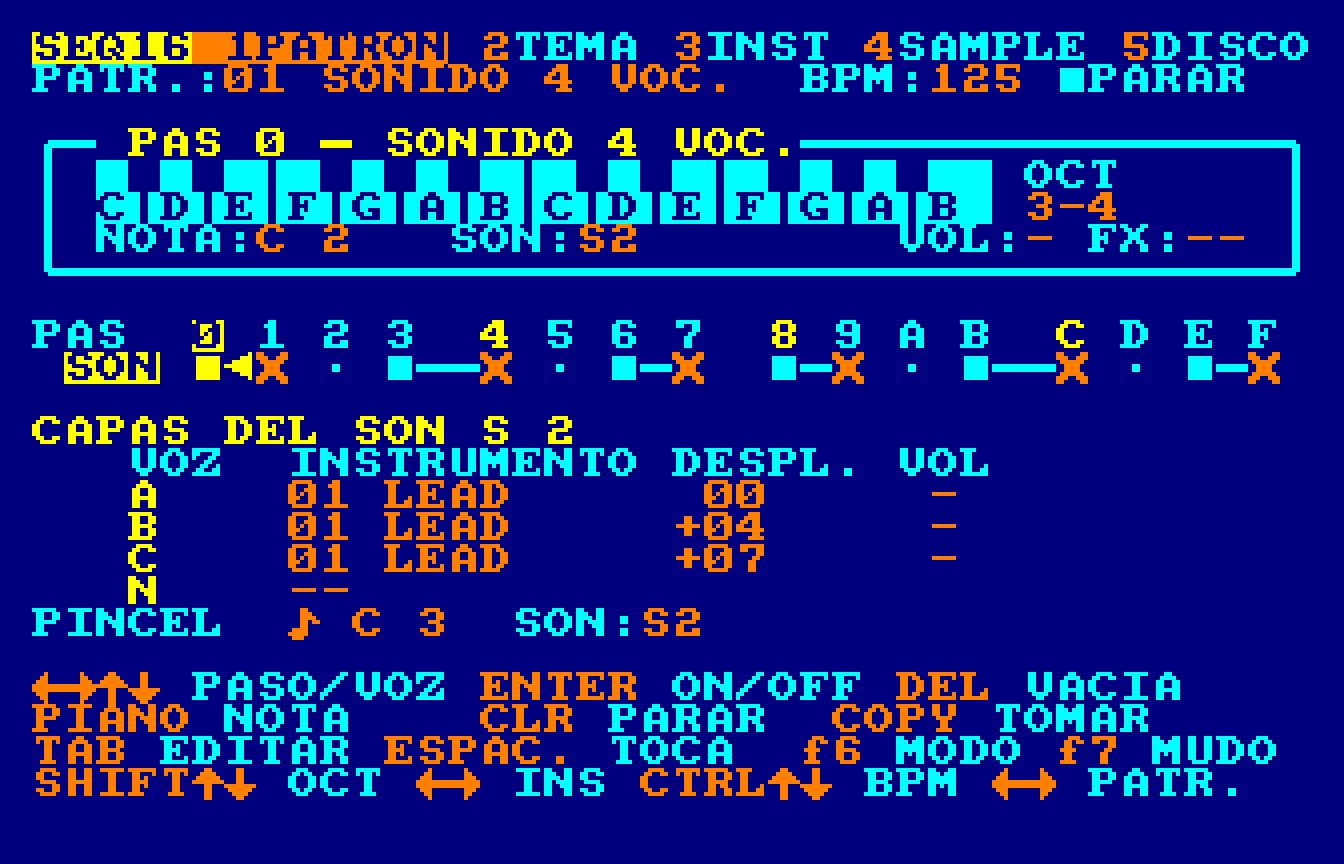 SEQ16 1PATRON 2TEMA 3INST 4SAMPLE 5DISCO
PATR.:01 SONIDO 4 VOC. BPM:125 ■PARAR
PAS 0 - SONIDO 4 VOC.
OCT
C D E F G A B C D E F G A B 3-4
NOTA:C 2 SON:S2 VOL:- FX:--
PAS 0 1 2 3 4 5 6 7 8 9 A B C D E F
SON
CAPAS DEL SON S 2
VOZ INSTRUMENTO DESPL. VOL
A 01 LEAD 00 -
B 01 LEAD +04 -
C 01 LEAD +07 -
N --
PINCEL ♪ C 3 SON:S2
↔↑↓ PASO/VOZ ENTER ON/OFF DEL VACIA
PIANO NOTA CLR PARAR COPY TOMAR
TAB EDITAR ESPAC. TOCA f6 MODO f7 MUDO
SHIFT↑↓ OCT ↔ INS CTRL↑↓ BPM ↔ PATR.